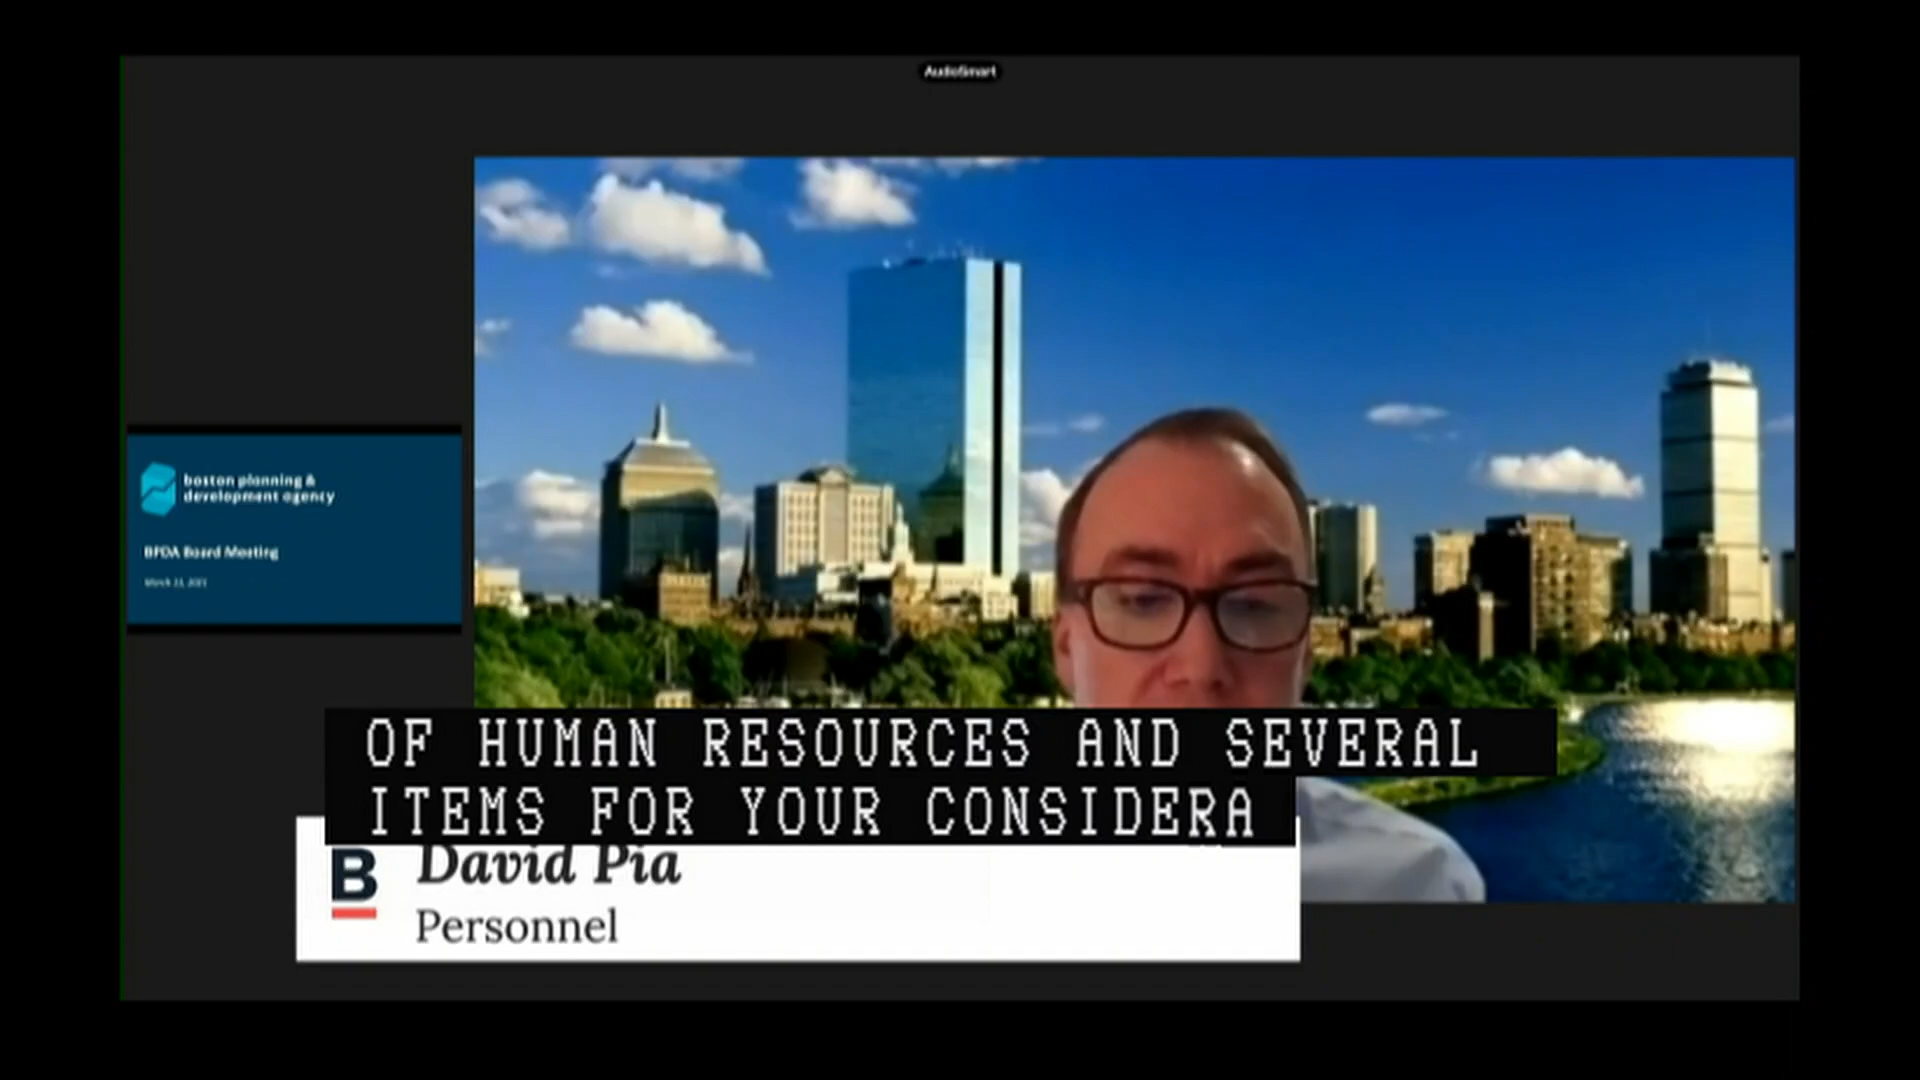 AudioSmart
boston planning &
development agency
BPDA Board Meeting
OF HUMAN RESOURCES AND SEVERAL
ITEMS FOR YOUR CONSIDERA
B
David Pia
Personnel